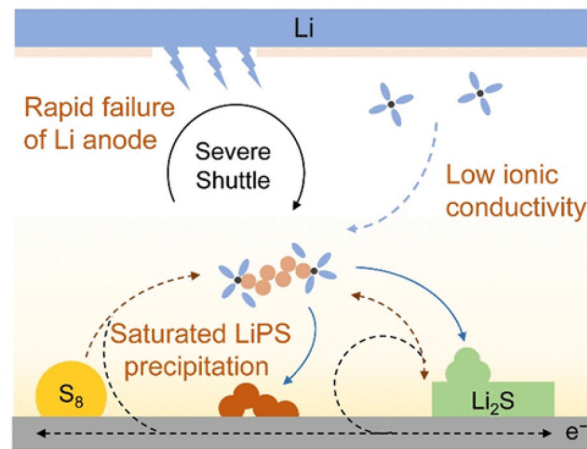 Li
Rapid failure
of Li anode
Severe
Shuttle
Low ionic
conductivity
Saturated LiPS
precipitation
S₈
Li₂S
e⁻